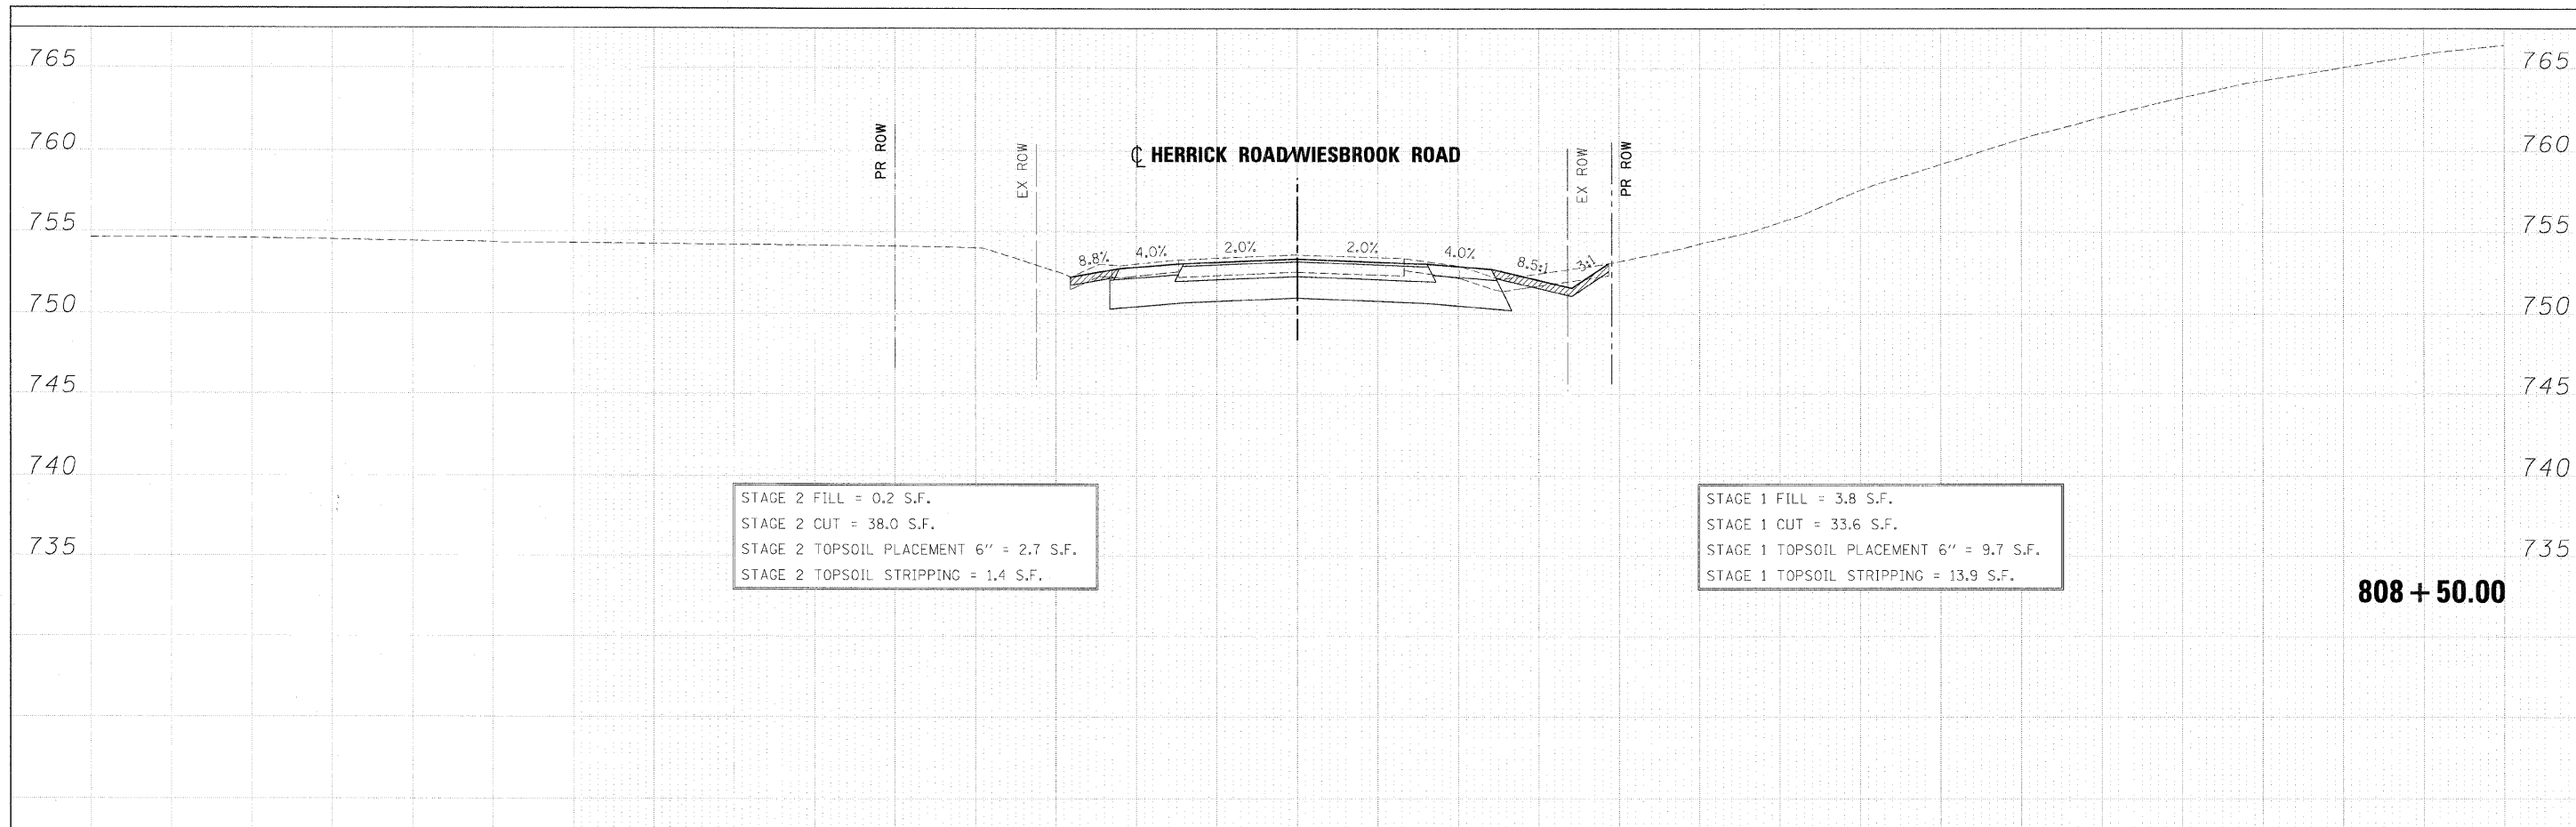 765 765
760 760
PR ROW
EX ROW
℄ HERRICK ROAD/WIESBROOK ROAD
EX ROW
PR ROW
755 755
8.8% 4.0% 2.0% 2.0% 4.0% 8.5:1 3:1
750 750
745 745
740 740
STAGE 2 FILL = 0.2 S.F.
STAGE 2 CUT = 38.0 S.F.
STAGE 2 TOPSOIL PLACEMENT 6" = 2.7 S.F.
STAGE 2 TOPSOIL STRIPPING = 1.4 S.F.
STAGE 1 FILL = 3.8 S.F.
STAGE 1 CUT = 33.6 S.F.
STAGE 1 TOPSOIL PLACEMENT 6" = 9.7 S.F.
STAGE 1 TOPSOIL STRIPPING = 13.9 S.F.
735 735
808 + 50.00